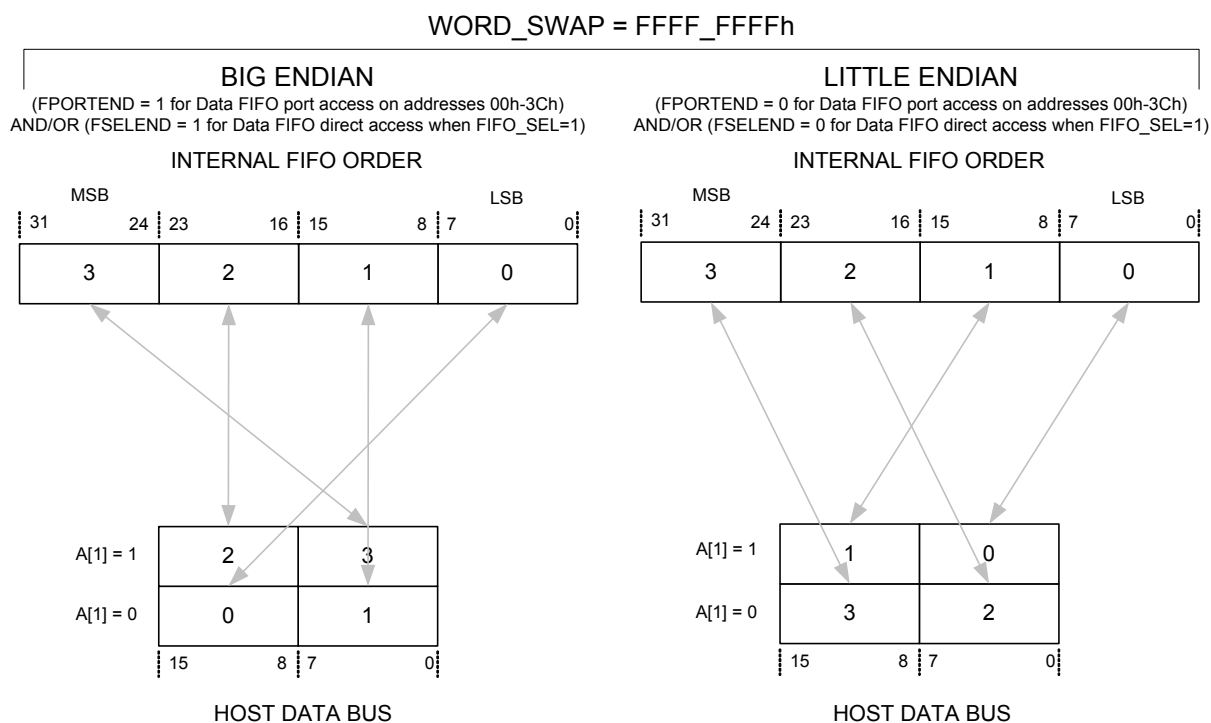 WORD_SWAP = FFFF_FFFFh
BIG ENDIAN
(FPORTEND = 1 for Data FIFO port access on addresses 00h-3Ch)
AND/OR (FSELEND = 1 for Data FIFO direct access when FIFO_SEL=1)
INTERNAL FIFO ORDER
MSB LSB
31 24 23 16 15 8 7 0
3 2 1 0
A[1] = 1 2 3
A[1] = 0 0 1
15 8 7 0
HOST DATA BUS
LITTLE ENDIAN
(FPORTEND = 0 for Data FIFO port access on addresses 00h-3Ch)
AND/OR (FSELEND = 0 for Data FIFO direct access when FIFO_SEL=1)
INTERNAL FIFO ORDER
MSB LSB
31 24 23 16 15 8 7 0
3 2 1 0
A[1] = 1 1 0
A[1] = 0 3 2
15 8 7 0
HOST DATA BUS